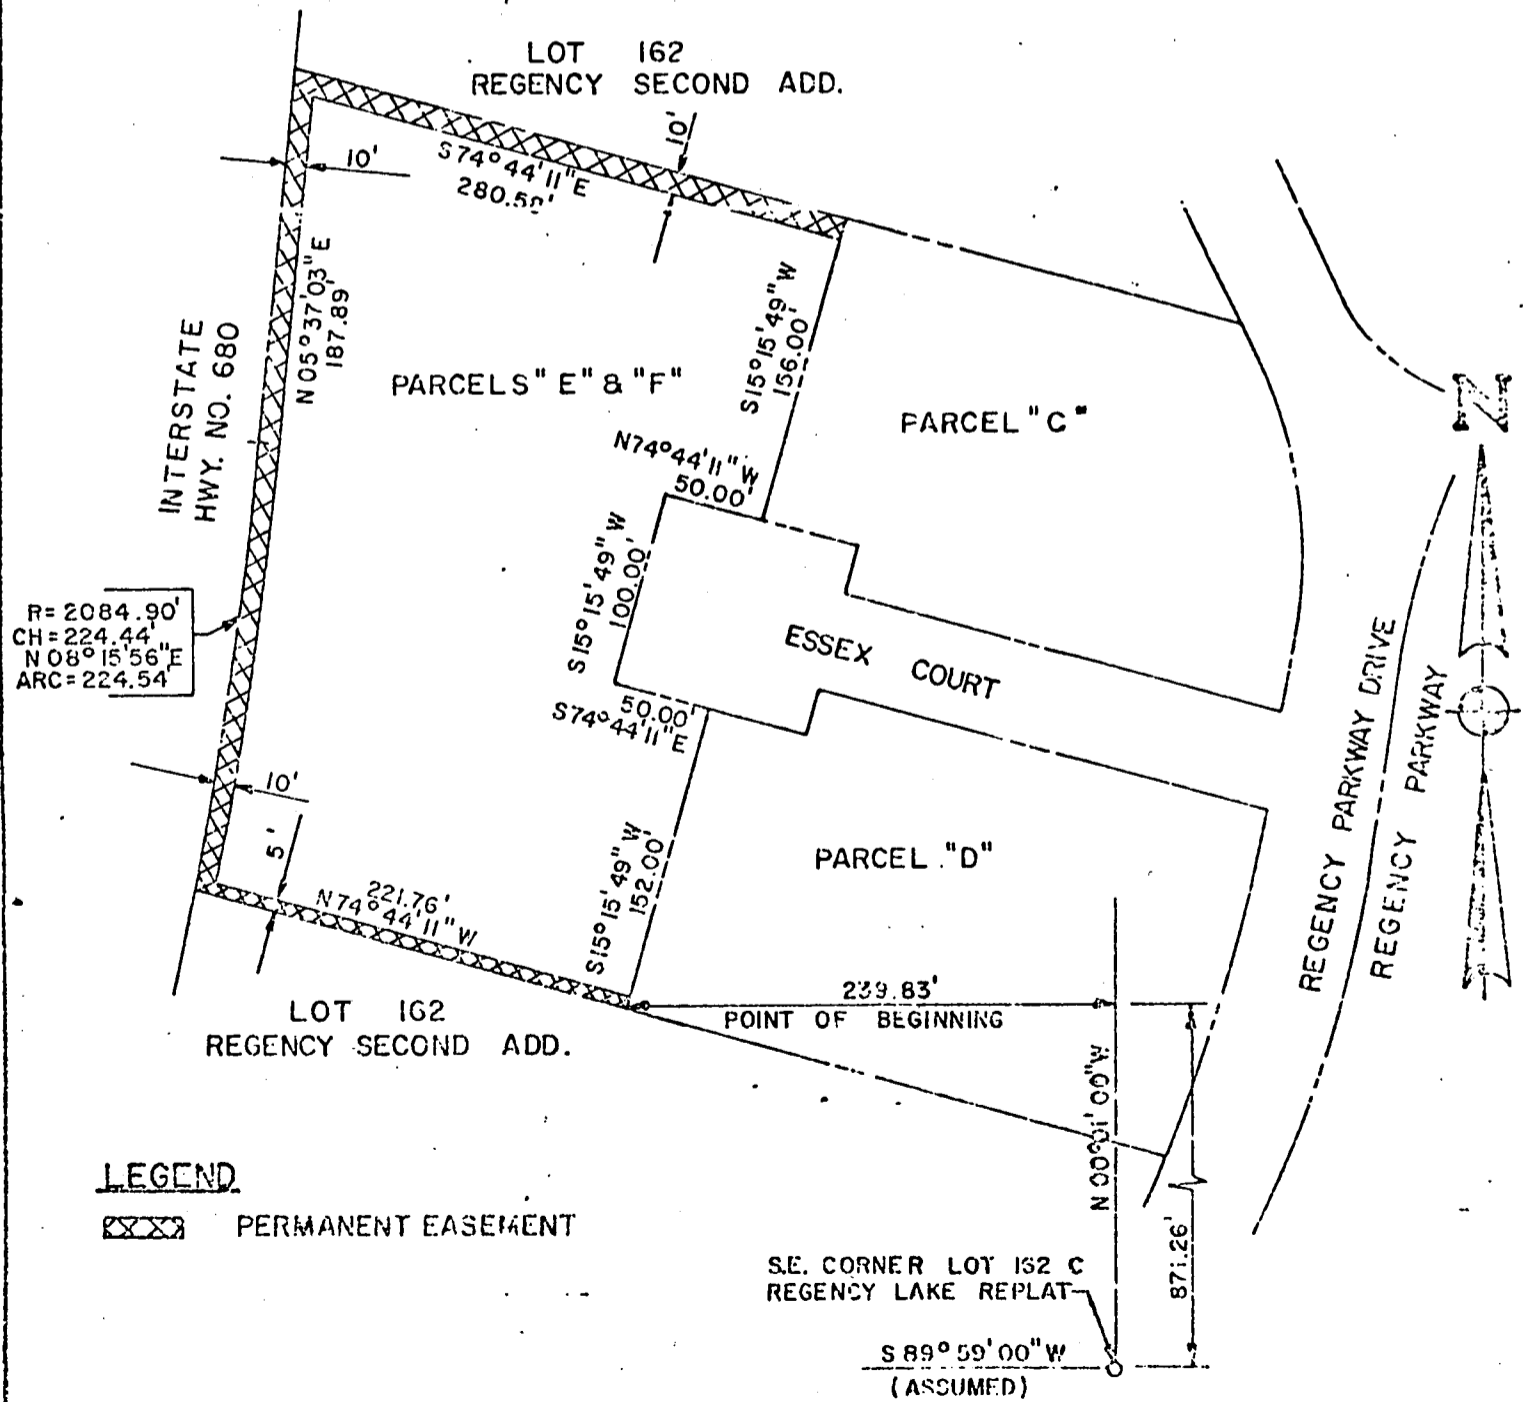 LOT 162
REGENCY SECOND ADD.
10'
10'
S74°44'11"E
N05°37'03"E
187.89'
INTERSTATE
HWY. NO. 680
PARCELS "E" & "F"
S15°15'49"W
156.00'
PARCEL "C"
N
N74°44'11"W
50.00'
S15°15'49"W
100.00'
R=2084.90'
CH=224.44'
N08°15'56"E
ARC=224.54'
ESSEX COURT
50.00'
S74°44'11"E
REGENCY PARKWAY DRIVE
REGENCY PARKWAY
10'
5'
221.76'
N74°44'11"W
S15°15'49"W
152.00'
PARCEL "D"
239.83'
POINT OF BEGINNING
LOT 162
REGENCY SECOND ADD.
N00°01'00"W
871.26'
LEGEND
PERMANENT EASEMENT
S.E. CORNER LOT 162 C
REGENCY LAKE REPLAT
S89°59'00"W
(ASSUMED)